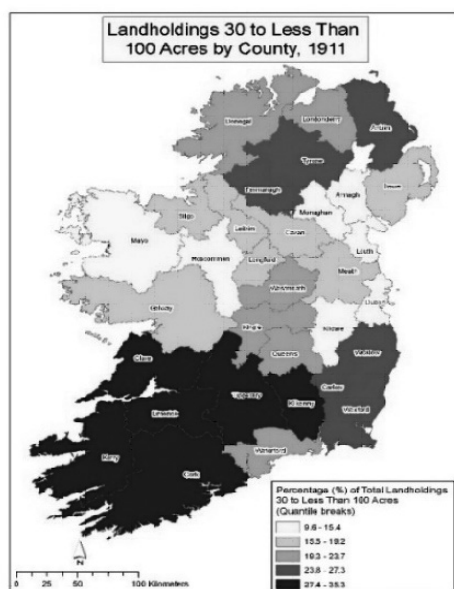 Landholdings 30 to Less Than
100 Acres by County, 1911
Donegal
Londonderry
Antrim
Tyrone
Fermanagh
Armagh
Down
Monaghan
Sligo
Leitrim
Cavan
Mayo
Roscommon
Longford
Louth
Meath
Westmeath
Galway
Dublin
Kings
Kildare
Queens
Wicklow
Clare
Carlow
Tipperary
Kilkenny
Limerick
Wexford
Kerry
Waterford
Cork
N
0 25 50 100 Kilometers
Percentage (%) of Total Landholdings
30 to Less Than 100 Acres
(Quantile breaks)
9.6 - 15.4
15.5 - 19.2
19.3 - 23.7
23.8 - 27.3
27.4 - 35.3